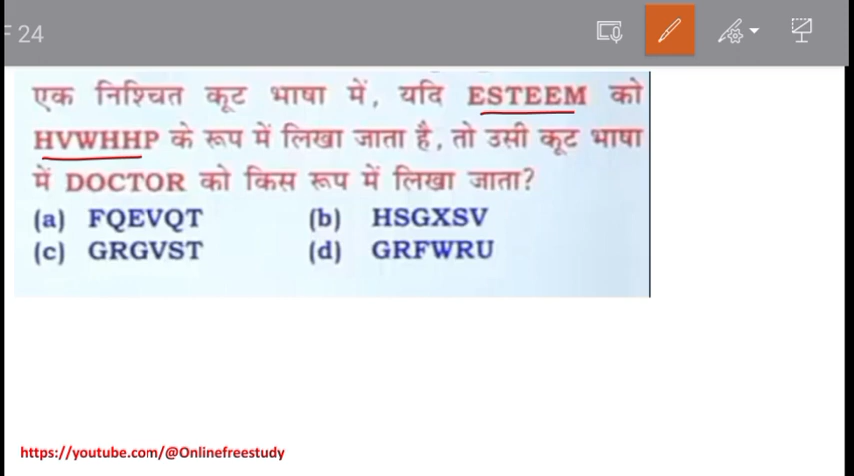 F 24
एक निश्चित कूट भाषा में, यदि ESTEEM को
HVWHHP के रूप में लिखा जाता है, तो उसी कूट भाषा
में DOCTOR को किस रूप में लिखा जाता?
(a) FQEVQT (b) HSGXSV
(c) GRGVST (d) GRFWRU
https://youtube.com/@Onlinefreestudy